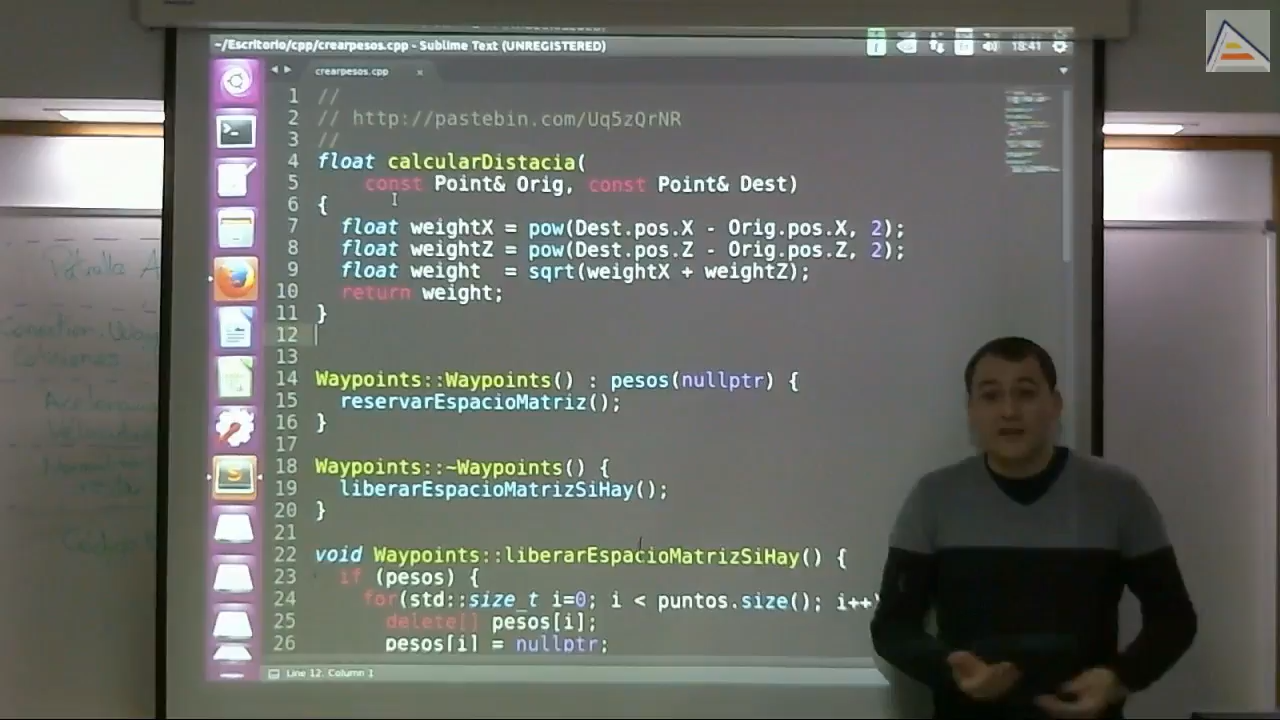 ~/Escritorio/cpp/crearpesos.cpp - Sublime Text (UNREGISTERED)
18:41
crearpesos.cpp
1 //
2 // http://pastebin.com/Uq5zQrNR
3 //
4 float calcularDistacia(
5 const Point& Orig, const Point& Dest)
6 {
7 float weightX = pow(Dest.pos.X - Orig.pos.X, 2);
8 float weightZ = pow(Dest.pos.Z - Orig.pos.Z, 2);
9 float weight = sqrt(weightX + weightZ);
10 return weight;
11 }
12
13
14 Waypoints::Waypoints() : pesos(nullptr) {
15 reservarEspacioMatriz();
16 }
17
18 Waypoints::~Waypoints() {
19 liberarEspacioMatrizSiHay();
20 }
21
22 void Waypoints::liberarEspacioMatrizSiHay() {
23 if (pesos) {
24 for(std::size_t i=0; i < puntos.size(); i++)
25 delete[] pesos[i];
26 pesos[i] = nullptr;
Line 12, Column 1
Patrulla A